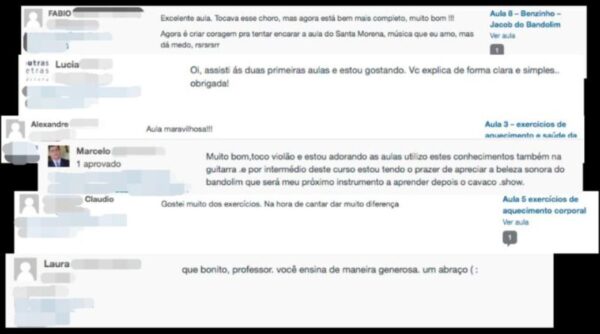 FABIO
Excelente aula. Tocava esse choro, mas agora está bem mais completo, muito bom !!!
Agora é criar coragem pra tentar encarar a aula do Santa Morena, música que eu amo, mas
dá medo, rsrsrsrr
Aula 8 – Benzinho –
Jacob do Bandolim
Ver aula
1
outras
etras
Lucia
Oi, assisti ás duas primeiras aulas e estou gostando. Vc explica de forma clara e simples..
obrigada!
Alexandre
Aula maravilhosa!!!
Aula 3 – exercícios de
aquecimento e saúde da
Marcelo
1 aprovado
Muito bom,toco violão e estou adorando as aulas utilizo estes conhecimentos também na
guitarra .e por intermédio deste curso estou tendo o prazer de apreciar a beleza sonora do
bandolim que será meu próximo instrumento a aprender depois o cavaco .show.
Claudio
Gostei muito dos exercícios. Na hora de cantar dar muito diferença
Aula 5 exercícios de
aquecimento corporal
Ver aula
1
Laura
que bonito, professor. você ensina de maneira generosa. um abraço ( :